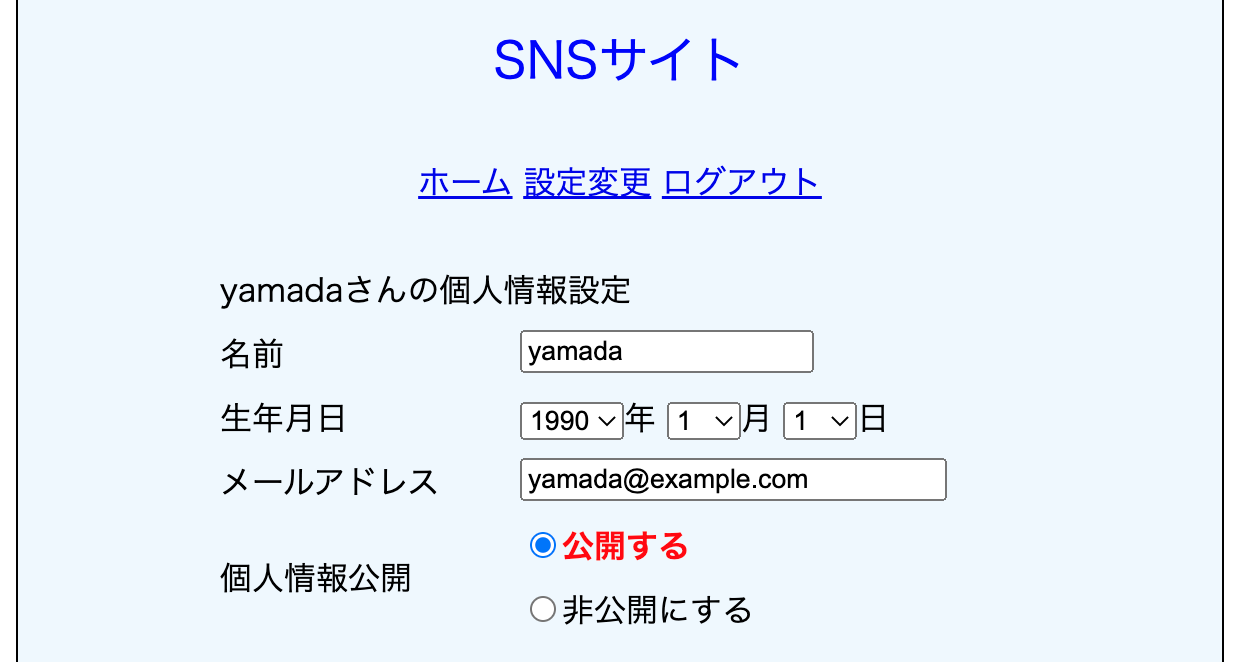 SNSサイト
ホーム 設定変更 ログアウト
yamadaさんの個人情報設定
名前 yamada
生年月日 1990 年 1 月 1 日
メールアドレス yamada@example.com
公開する
個人情報公開
非公開にする